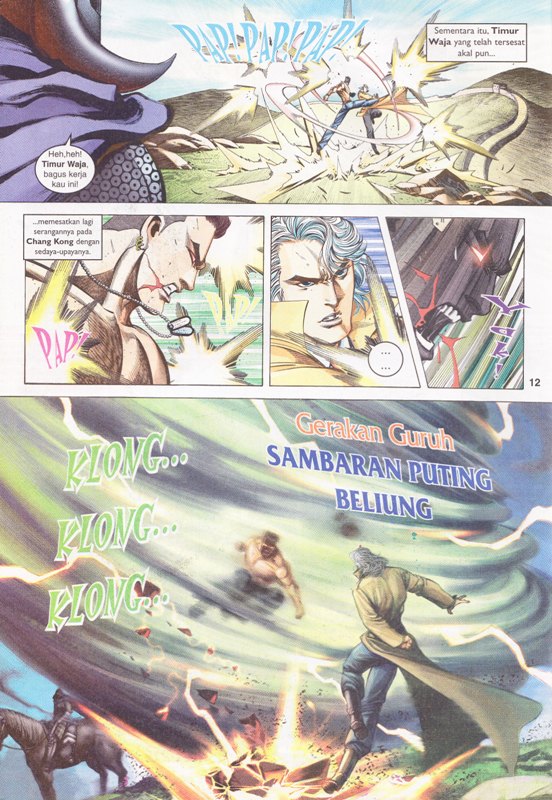 PAP! PAP! PAP!
Sementara itu, Timur
Waja yang telah tersesat
akal pun...
Heh,heh!
Timur Waja,
bagus kerja
kau ini!
...memesatkan lagi
serangannya pada
Chang Kong dengan
sedaya-upayanya.
PAP!
PAP!
...
...
Yaki!
12
KLONG...
KLONG...
KLONG...
Gerakan Guruh
SAMBARAN PUTING
BELIUNG